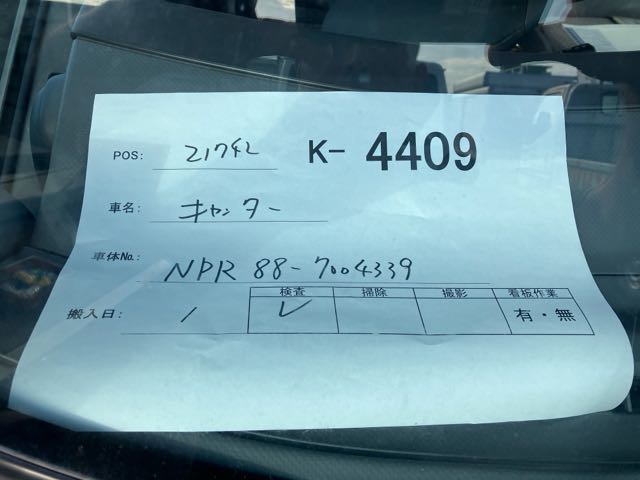 POS: 21742 K- 4409
車名: キャンター
車体No.: NPR 88-7004339
検査 掃除 撮影 看板作業
搬入日: / レ 有・無